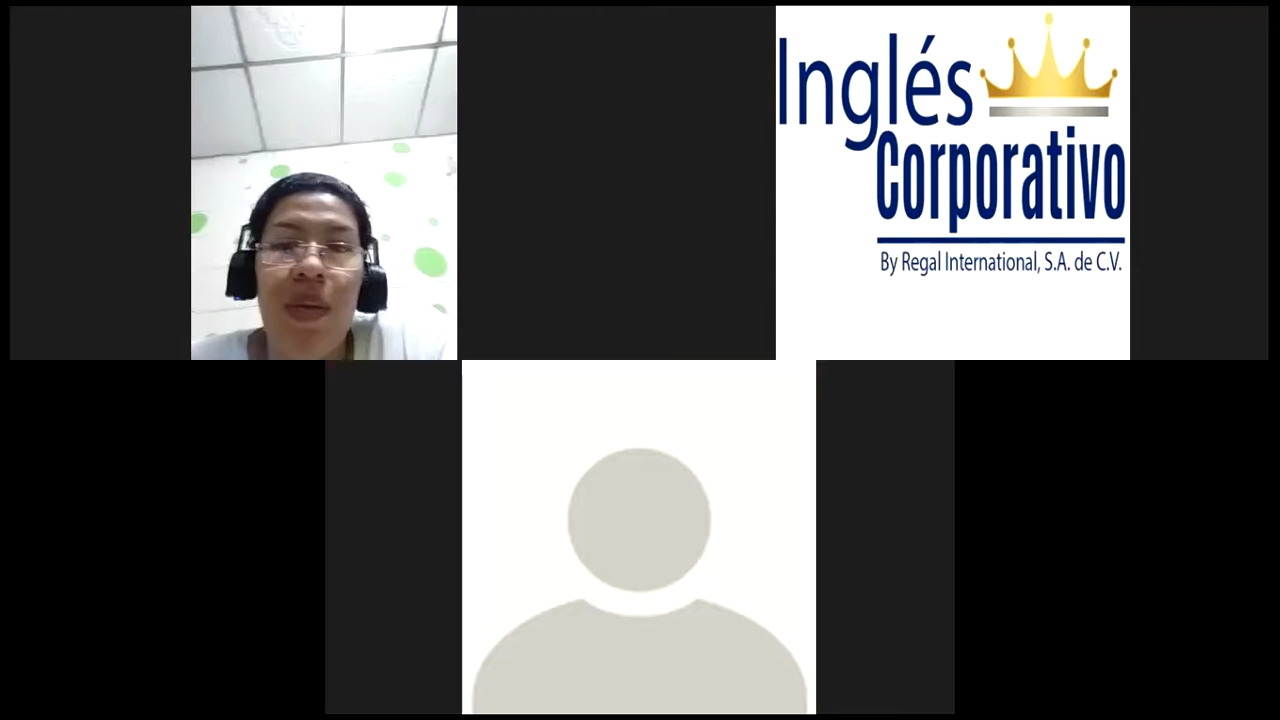 Inglés
Corporativo
By Regal International, S.A. de C.V.